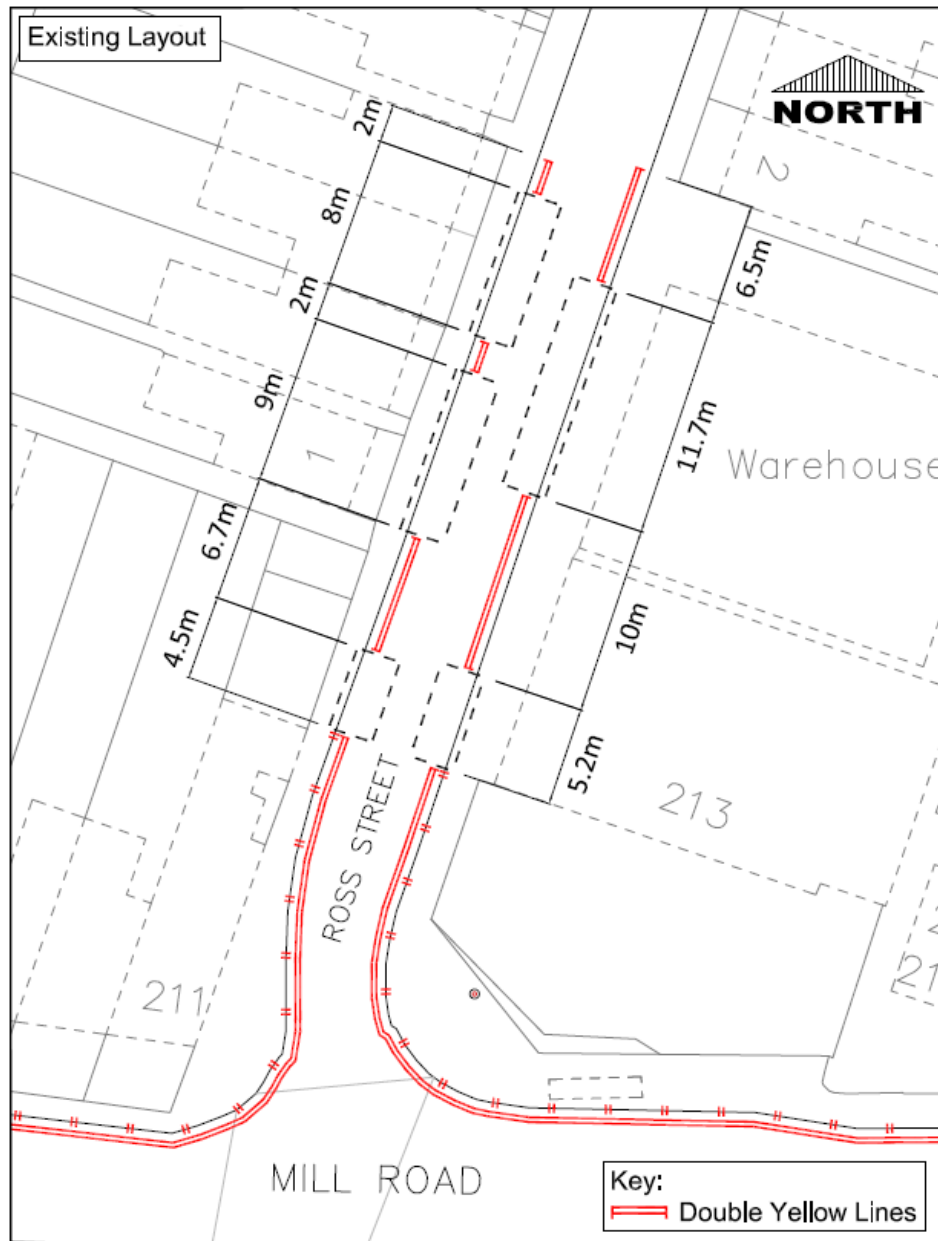 Existing Layout
NORTH
2m
8m
2m
9m
6.7m
4.5m
2
6.5m
11.7m
10m
5.2m
Warehouse
1
213
ROSS STREET
211
21
MILL ROAD
Key:
Double Yellow Lines